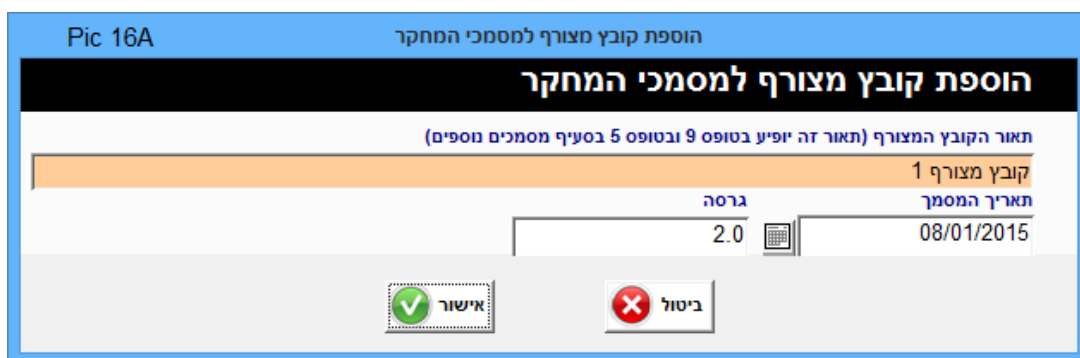 הוספת קובץ מצורף למסמכי המחקר Pic 16A
הוספת קובץ מצורף למסמכי המחקר
תאור הקובץ המצורף (תאור זה יופיע בטופס 9 ובטופס 5 בסעיף מסמכים נוספים)
קובץ מצורף 1
תאריך המסמך גרסה
08/01/2015 2.0
ביטול אישור